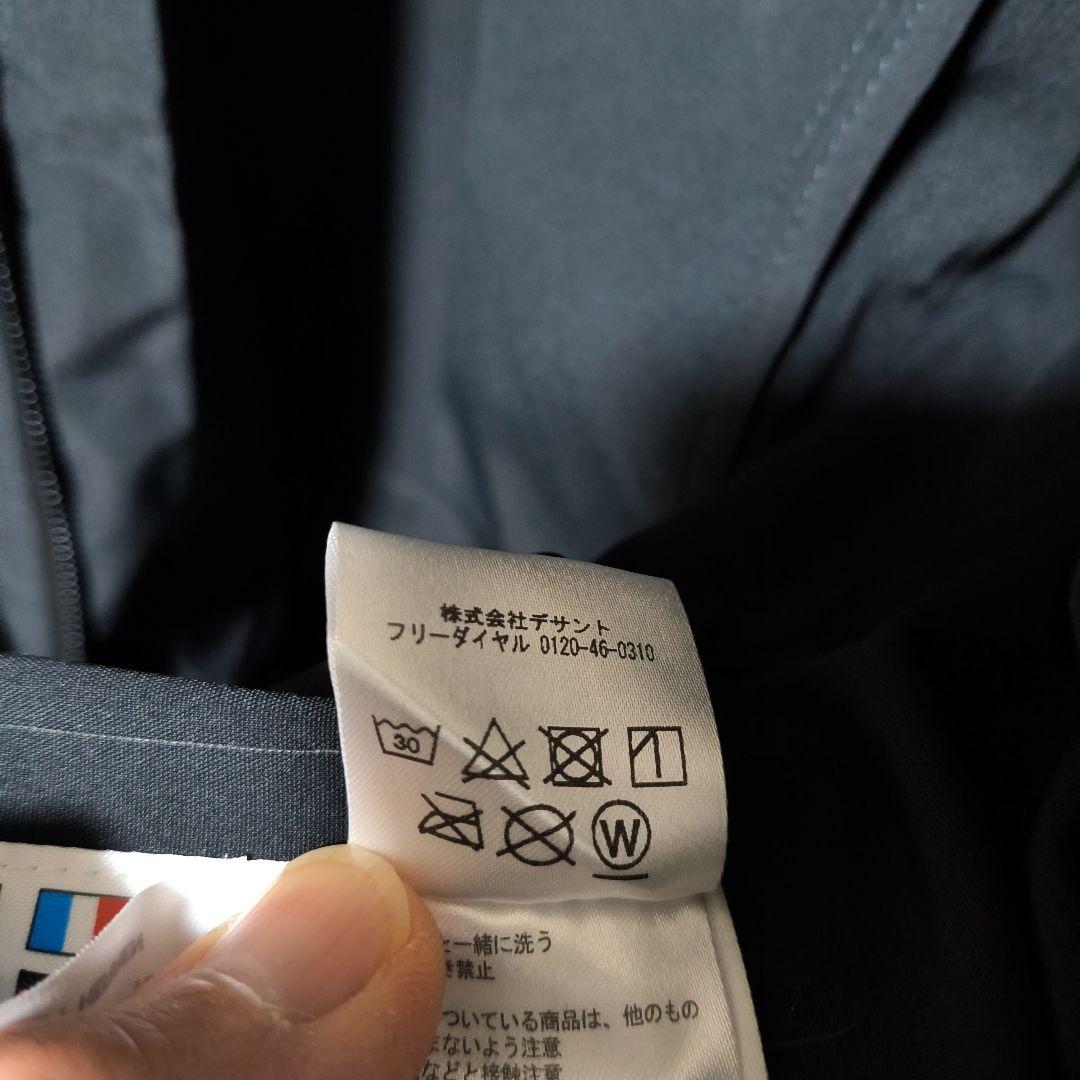 株式会社デサント
フリーダイヤル 0120-46-0310
30
W
一緒に洗う
禁止
ついている商品は、他のもの
ないよう注意
などと接触注意